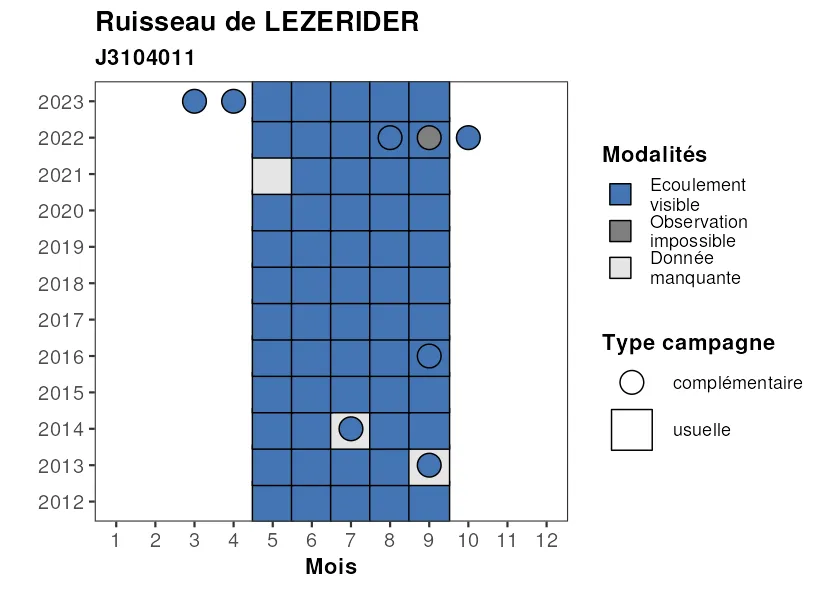 Ruisseau de LEZERIDER
J3104011
2023
2022
2021
2020
2019
2018
2017
2016
2015
2014
2013
2012
1 2 3 4 5 6 7 8 9 10 11 12
Mois
Modalités
Ecoulement
visible
Observation
impossible
Donnée
manquante
Type campagne
complémentaire
usuelle